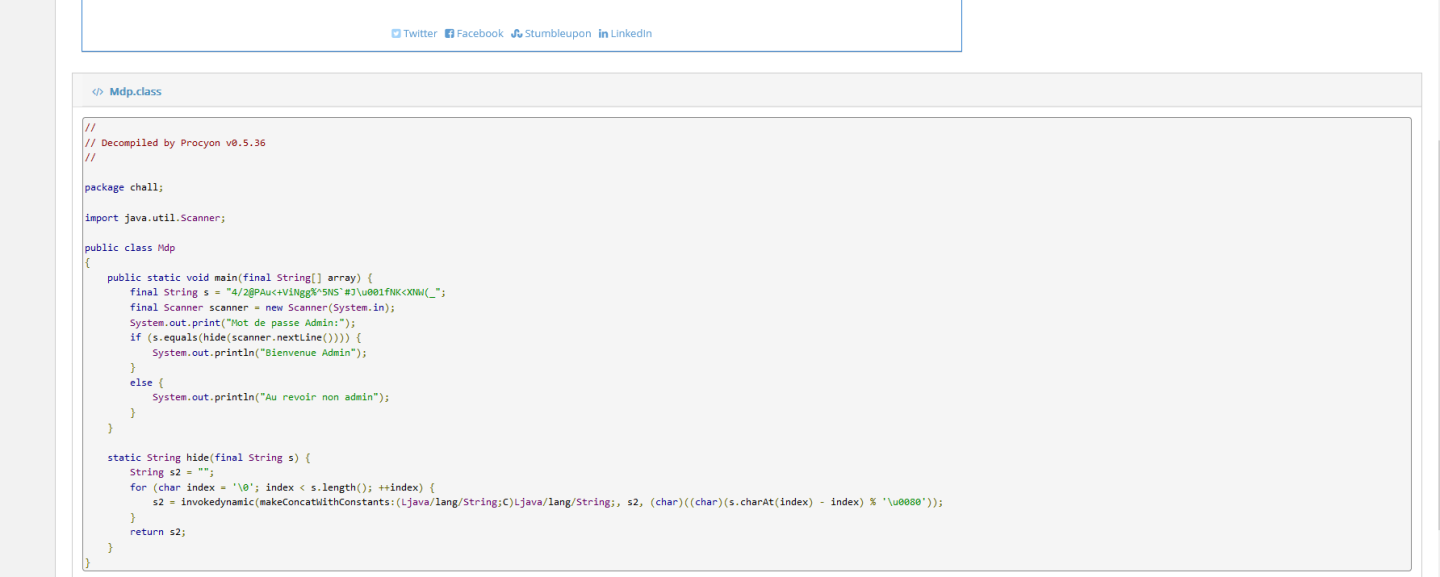 Twitter Facebook Stumbleupon LinkedIn
</> Mdp.class
//
// Decompiled by Procyon v0.5.36
//
package chall;
import java.util.Scanner;
public class Mdp
{
    public static void main(final String[] array) {
        final String s = "4/2@PAu<+ViNgg%^5NS`#J\u001fNK<XNW(_";
        final Scanner scanner = new Scanner(System.in);
        System.out.print("Mot de passe Admin:");
        if (s.equals(hide(scanner.nextLine()))) {
            System.out.println("Bienvenue Admin");
        }
        else {
            System.out.println("Au revoir non admin");
        }
    }
    static String hide(final String s) {
        String s2 = "";
        for (char index = '\0'; index < s.length(); ++index) {
            s2 = invokedynamic(makeConcatWithConstants:(Ljava/lang/String;C)Ljava/lang/String;, s2, (char)((char)(s.charAt(index) - index) % '\u0080'));
        }
        return s2;
    }
}